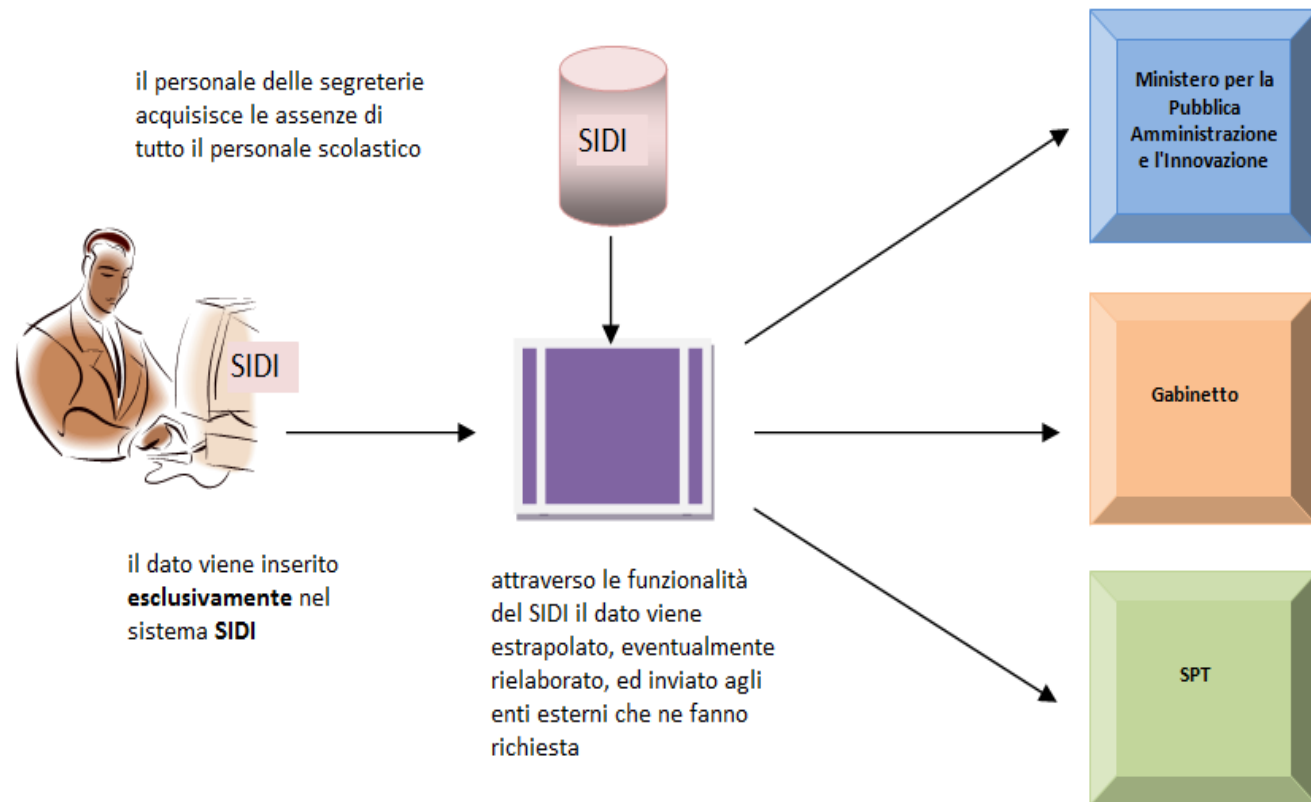 il personale delle segreterie
acquisisce le assenze di
tutto il personale scolastico
SIDI
SIDI
il dato viene inserito
esclusivamente nel
sistema SIDI
attraverso le funzionalità
del SIDI il dato viene
estrapolato, eventualmente
rielaborato, ed inviato agli
enti esterni che ne fanno
richiesta
Ministero per la
Pubblica
Amministrazione
e l'Innovazione
Gabinetto
SPT